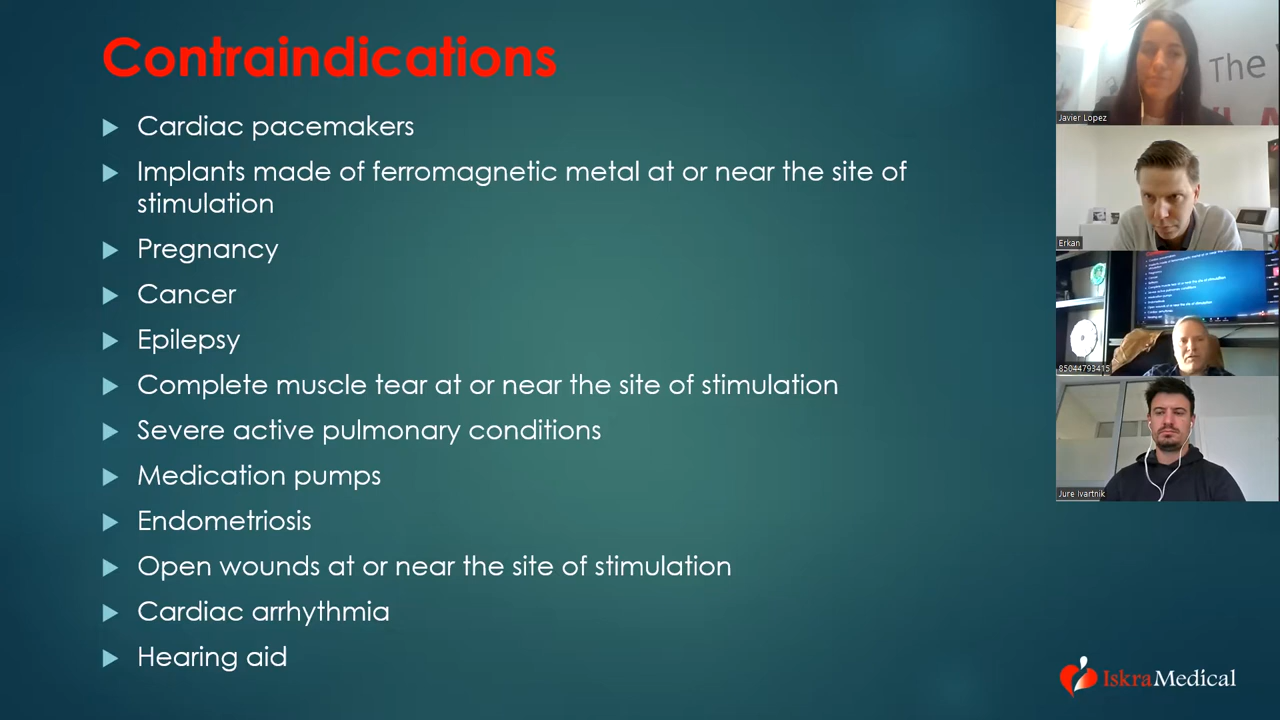 Contraindications
Cardiac pacemakers
Implants made of ferromagnetic metal at or near the site of
stimulation
Pregnancy
Cancer
Epilepsy
Complete muscle tear at or near the site of stimulation
Severe active pulmonary conditions
Medication pumps
Endometriosis
Open wounds at or near the site of stimulation
Cardiac arrhythmia
Hearing aid
The
Javier Lopez
Erkan
85044793415
Jure Ivartnik
IskraMedical